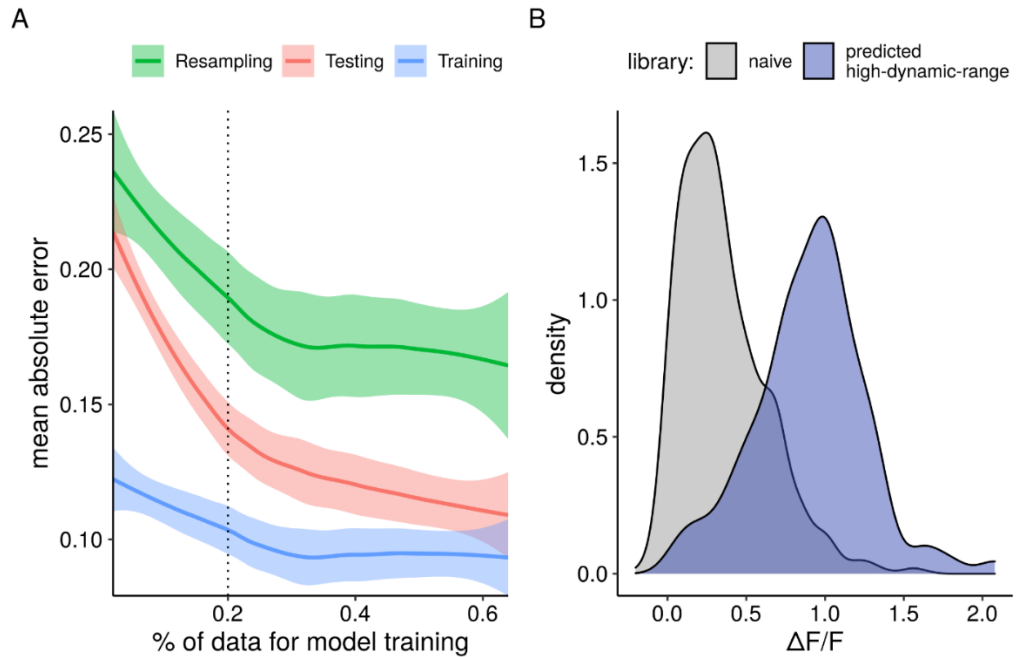 A
Resampling
Testing
Training
0.25
0.20
0.15
0.10
mean absolute error
0.2
0.4
0.6
% of data for model training
B
library:
naive
predicted
high-dynamic-range
1.5
1.0
0.5
0.0
density
0.0
0.5
1.0
1.5
2.0
ΔF/F